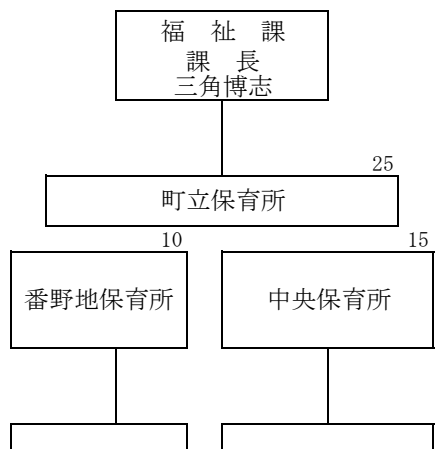 福　祉　課
課　長
三角博志
25
町立保育所
10
15
番野地保育所
中央保育所